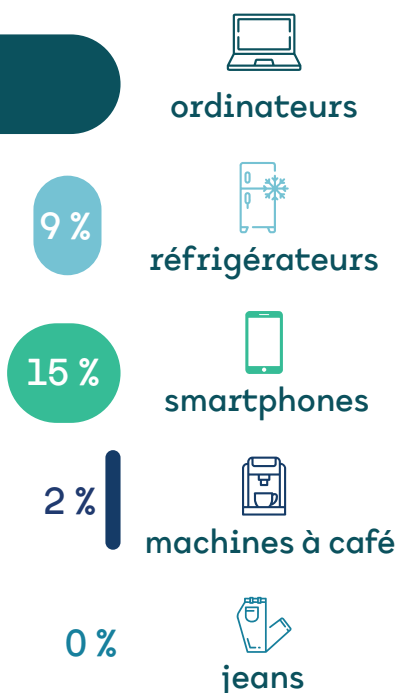 ordinateurs
9 %
réfrigérateurs
15 %
smartphones
2 %
machines à café
0 %
jeans